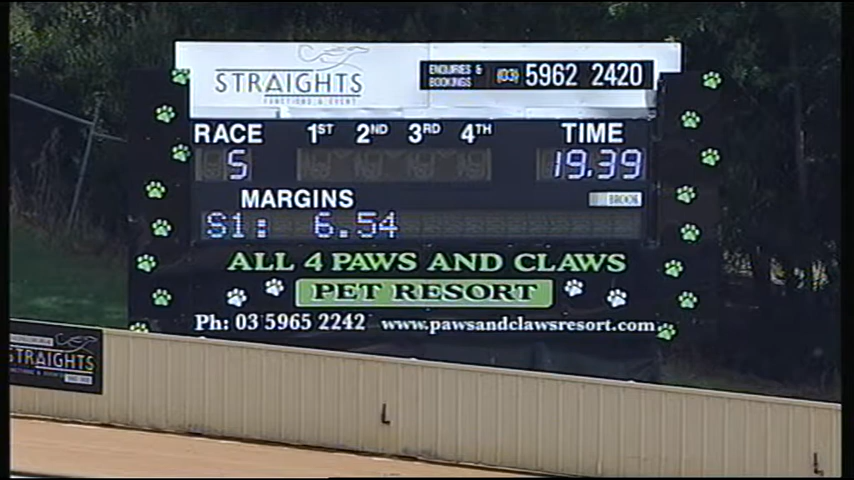 STRAIGHTS
FUNCTIONS & EVENT
ENQUIRIES & BOOKINGS (03) 5962 2420
RACE 1ST 2ND 3RD 4TH TIME
5 19.39
MARGINS
S1: 6.54
ALL 4 PAWS AND CLAWS
PET RESORT
Ph: 03 5965 2242 www.pawsandclawsresort.com
STRAIGHTS